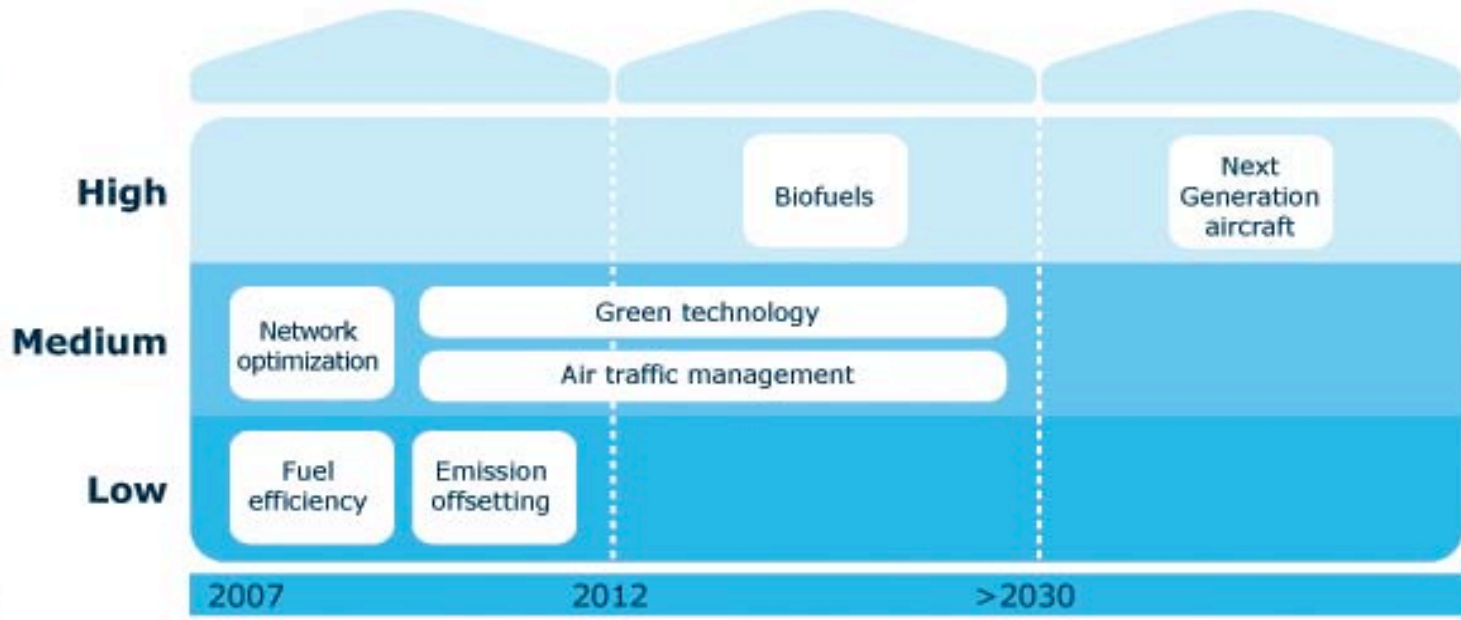 High
Biofuels
Next
Generation
aircraft
Medium
Network
optimization
Green technology
Air traffic management
Low
Fuel
efficiency
Emission
offsetting
2007
2012
>2030